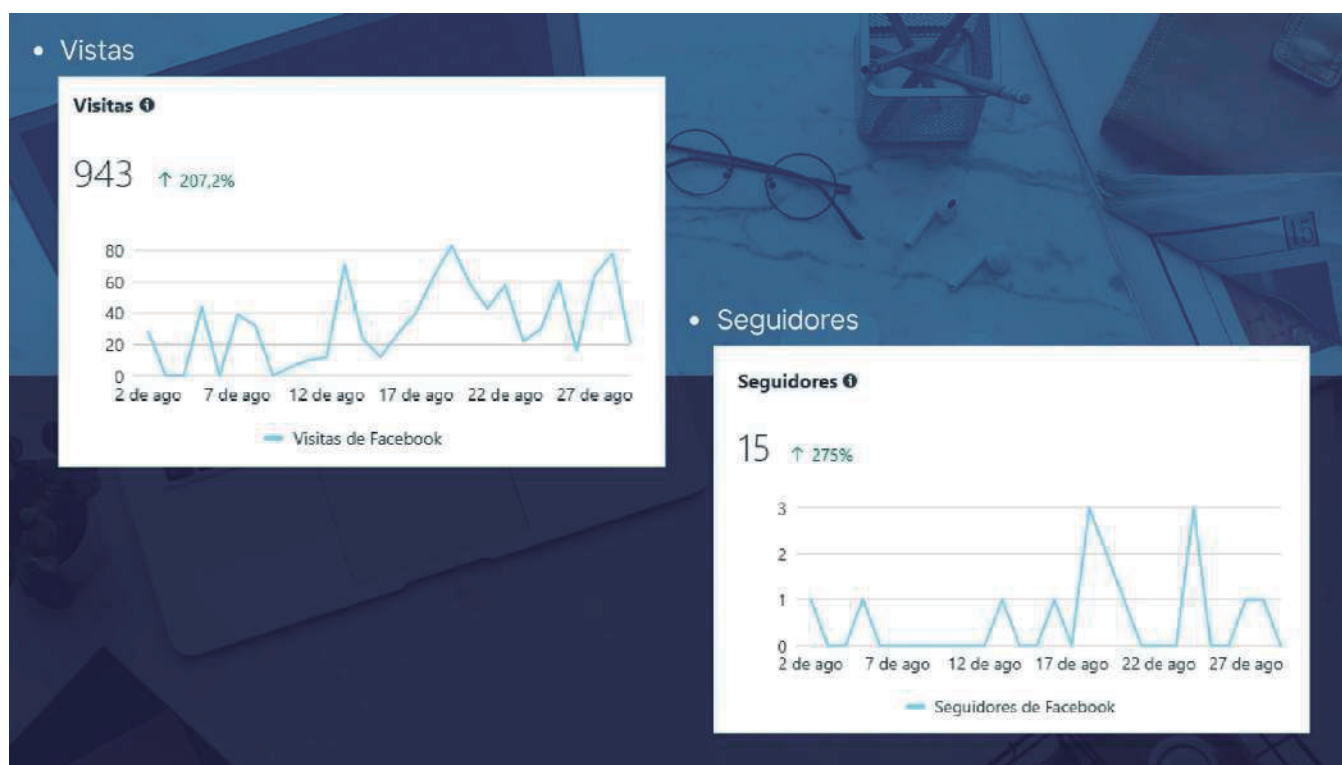 • Vistas
Visitas
943 ↑ 207,2%
80
60
40
20
0
2 de ago 7 de ago 12 de ago 17 de ago 22 de ago 27 de ago
Visitas de Facebook
• Seguidores
Seguidores
15 ↑ 275%
3
2
1
0
2 de ago 7 de ago 12 de ago 17 de ago 22 de ago 27 de ago
Seguidores de Facebook
15